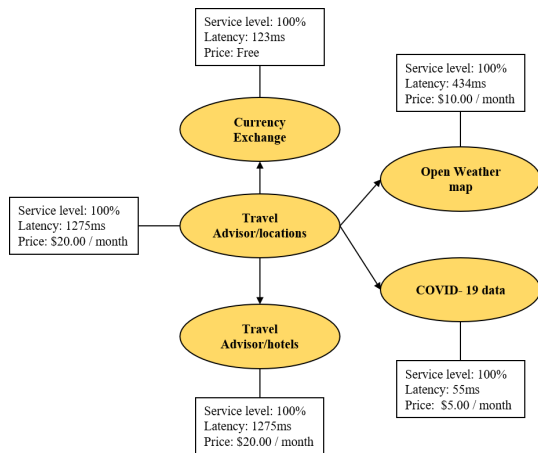 Service level: 100%
Latency: 123ms
Price: Free
Service level: 100%
Latency: 434ms
Price: $10.00 / month
Currency
Exchange
Open Weather
map
Service level: 100%
Latency: 1275ms
Price: $20.00 / month
Travel
Advisor/locations
COVID- 19 data
Travel
Advisor/hotels
Service level: 100%
Latency: 55ms
Price:  $5.00 / month
Service level: 100%
Latency: 1275ms
Price: $20.00 / month